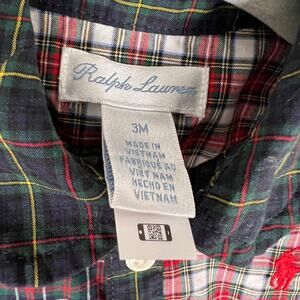 Ralph Lauren
3M
MADE IN
VIETNAM
FABRIQUÉ AU
VIET NAM
HECHO EN
VIETNAM